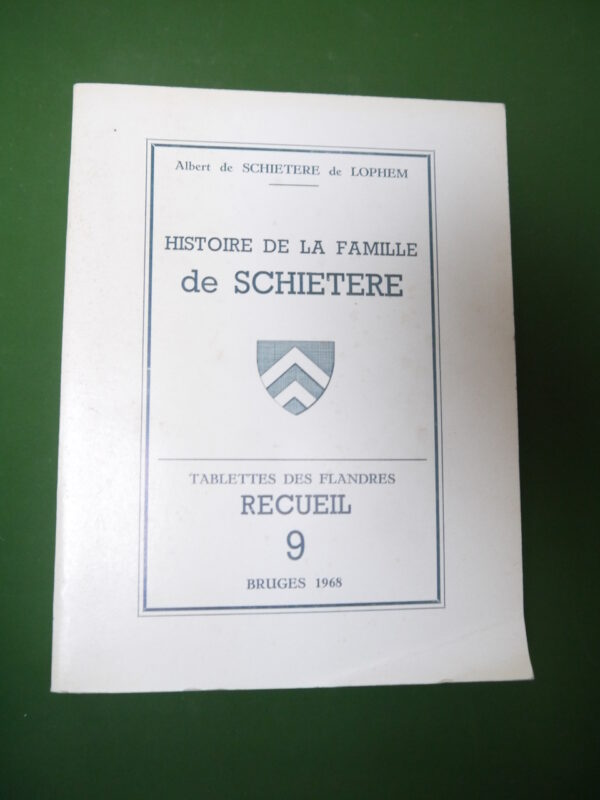 Albert de SCHIETERE de LOPHEM
HISTOIRE DE LA FAMILLE
de SCHIETERE
TABLETTES DES FLANDRES
RECUEIL
9
BRUGES 1968